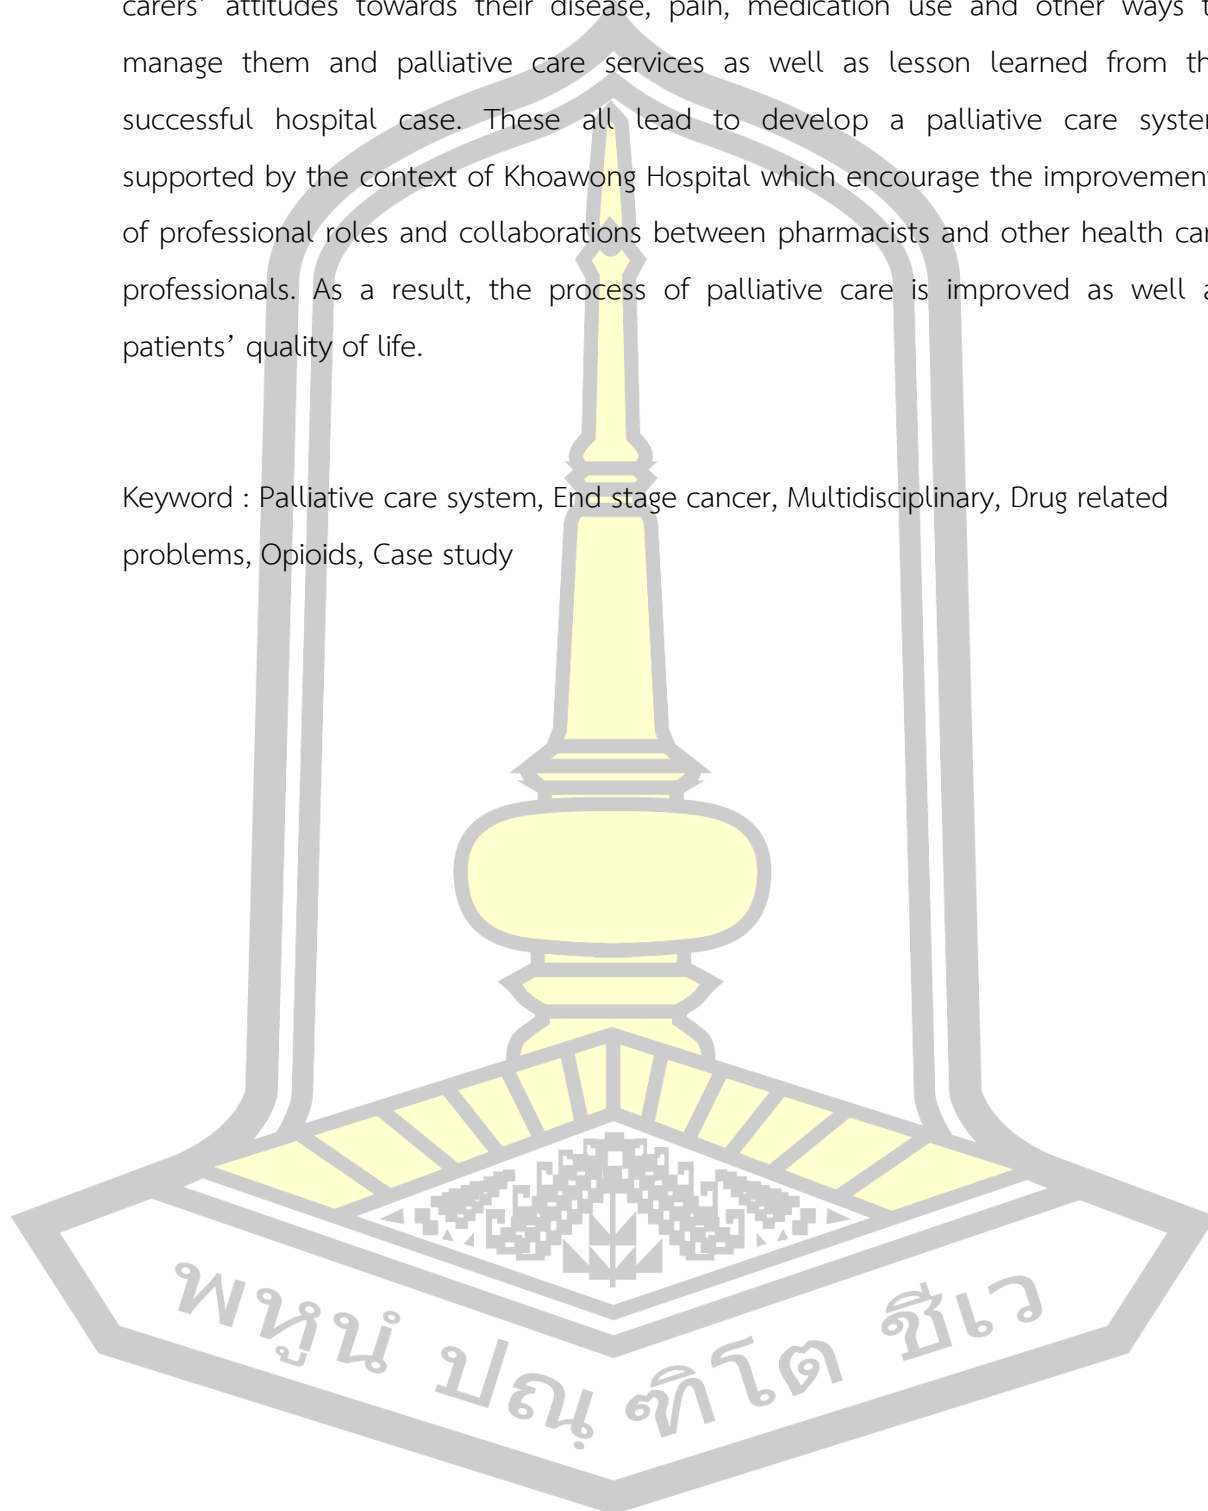 carers’ attitudes towards their disease, pain, medication use and other ways t
manage them and palliative care services as well as lesson learned from th
successful hospital case. These all lead to develop a palliative care system
supported by the context of Khoawong Hospital which encourage the improvement
of professional roles and collaborations between pharmacists and other health car
professionals. As a result, the process of palliative care is improved as well a
patients’ quality of life.
Keyword : Palliative care system, End stage cancer, Multidisciplinary, Drug related
problems, Opioids, Case study
พหูนํ ปณฺฑิโต ชีเว